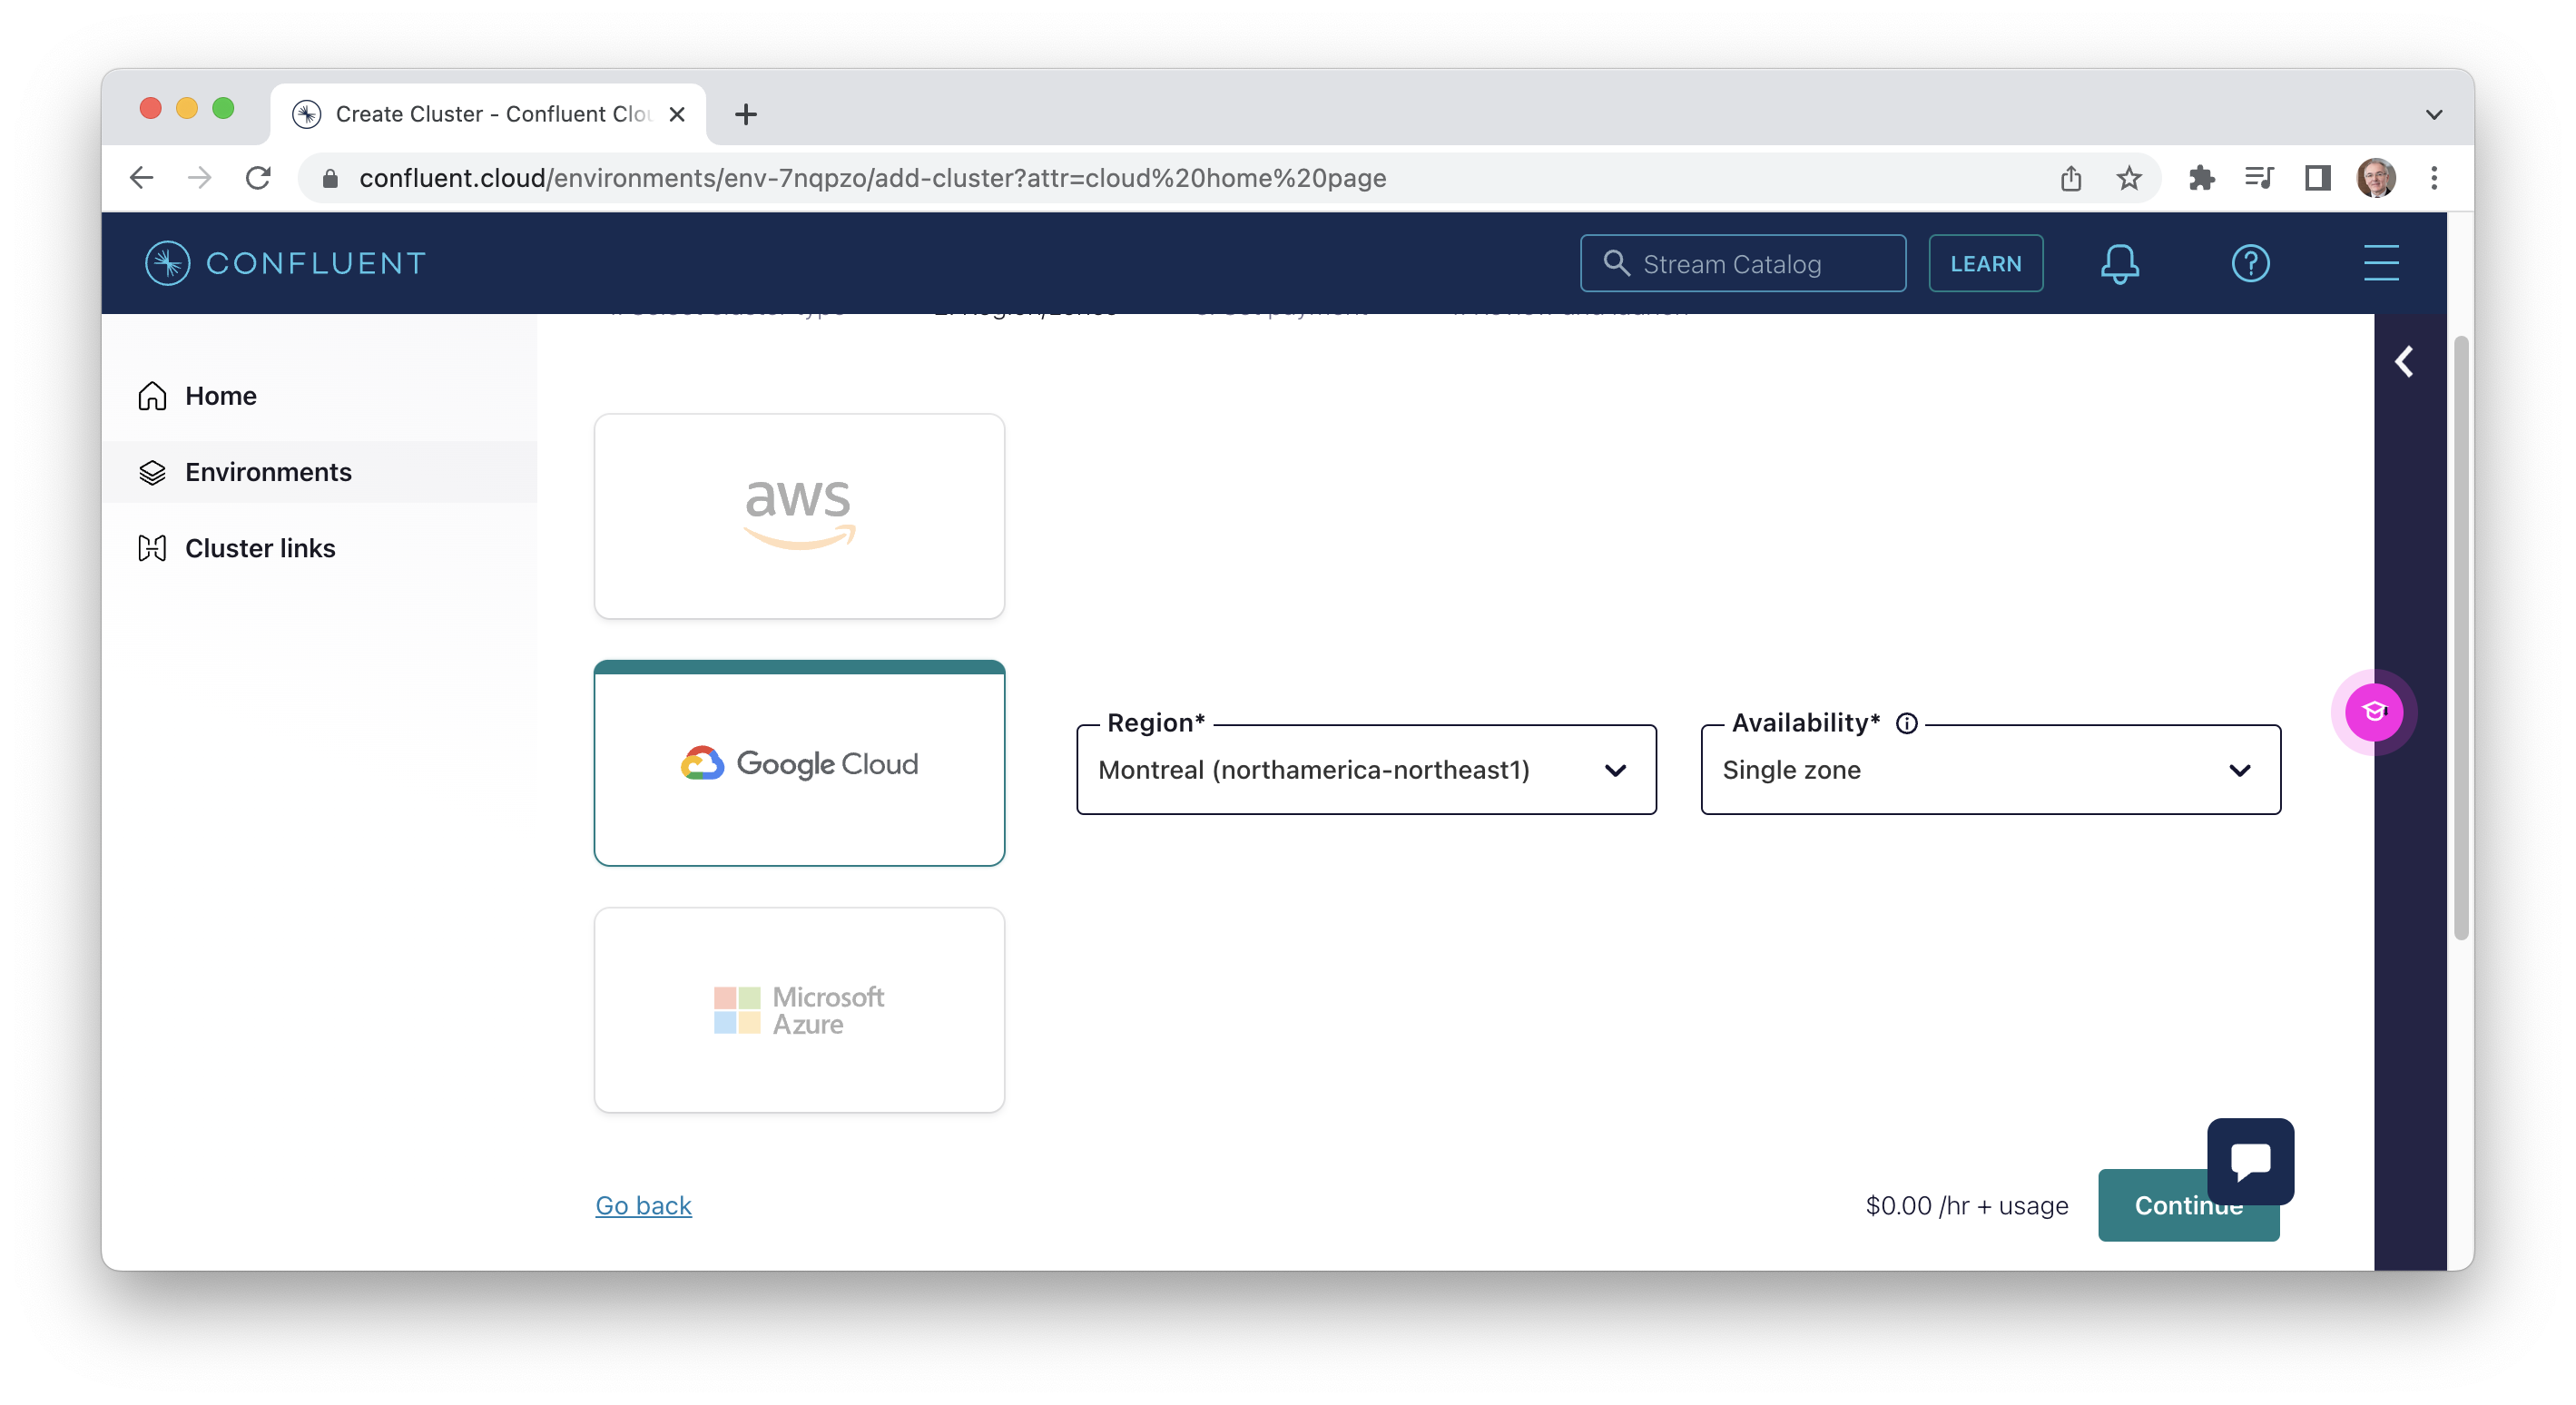 Create Cluster - Confluent Clou
confluent.cloud/environments/env-7nqpzo/add-cluster?attr=cloud%20home%20page
CONFLUENT
Stream Catalog
LEARN
Home
Environments
Cluster links
aws
Google Cloud
Region*
Montreal (northamerica-northeast1)
Availability*
Single zone
Microsoft
Azure
Go back
$0.00 /hr + usage
Continue